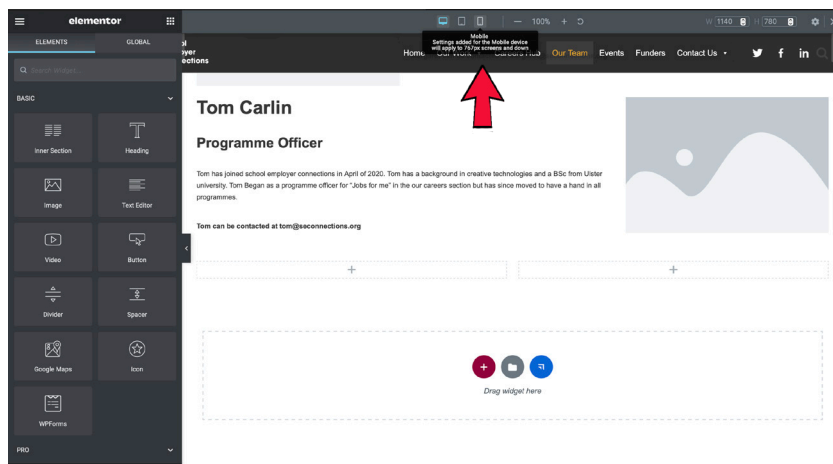 elementor
ELEMENTS GLOBAL
Search Widget...
BASIC
Inner Section
Heading
Image
Text Editor
Video
Button
Divider
Spacer
Google Maps
Icon
WPForms
PRO
100%
W 1140 H 780
Mobile
Settings added for the Mobile device
will apply to 767px screens and down
ol
yer
ections
Home Our Work Careers Hub Our Team Events Funders Contact Us
Tom Carlin
Programme Officer
Tom has joined school employer connections in April of 2020. Tom has a background in creative technologies and a BSc from Ulster
university. Tom Began as a programme officer for "Jobs for me" in the our careers section but has since moved to have a hand in all
programmes.
Tom can be contacted at tom@seconnections.org
Drag widget here